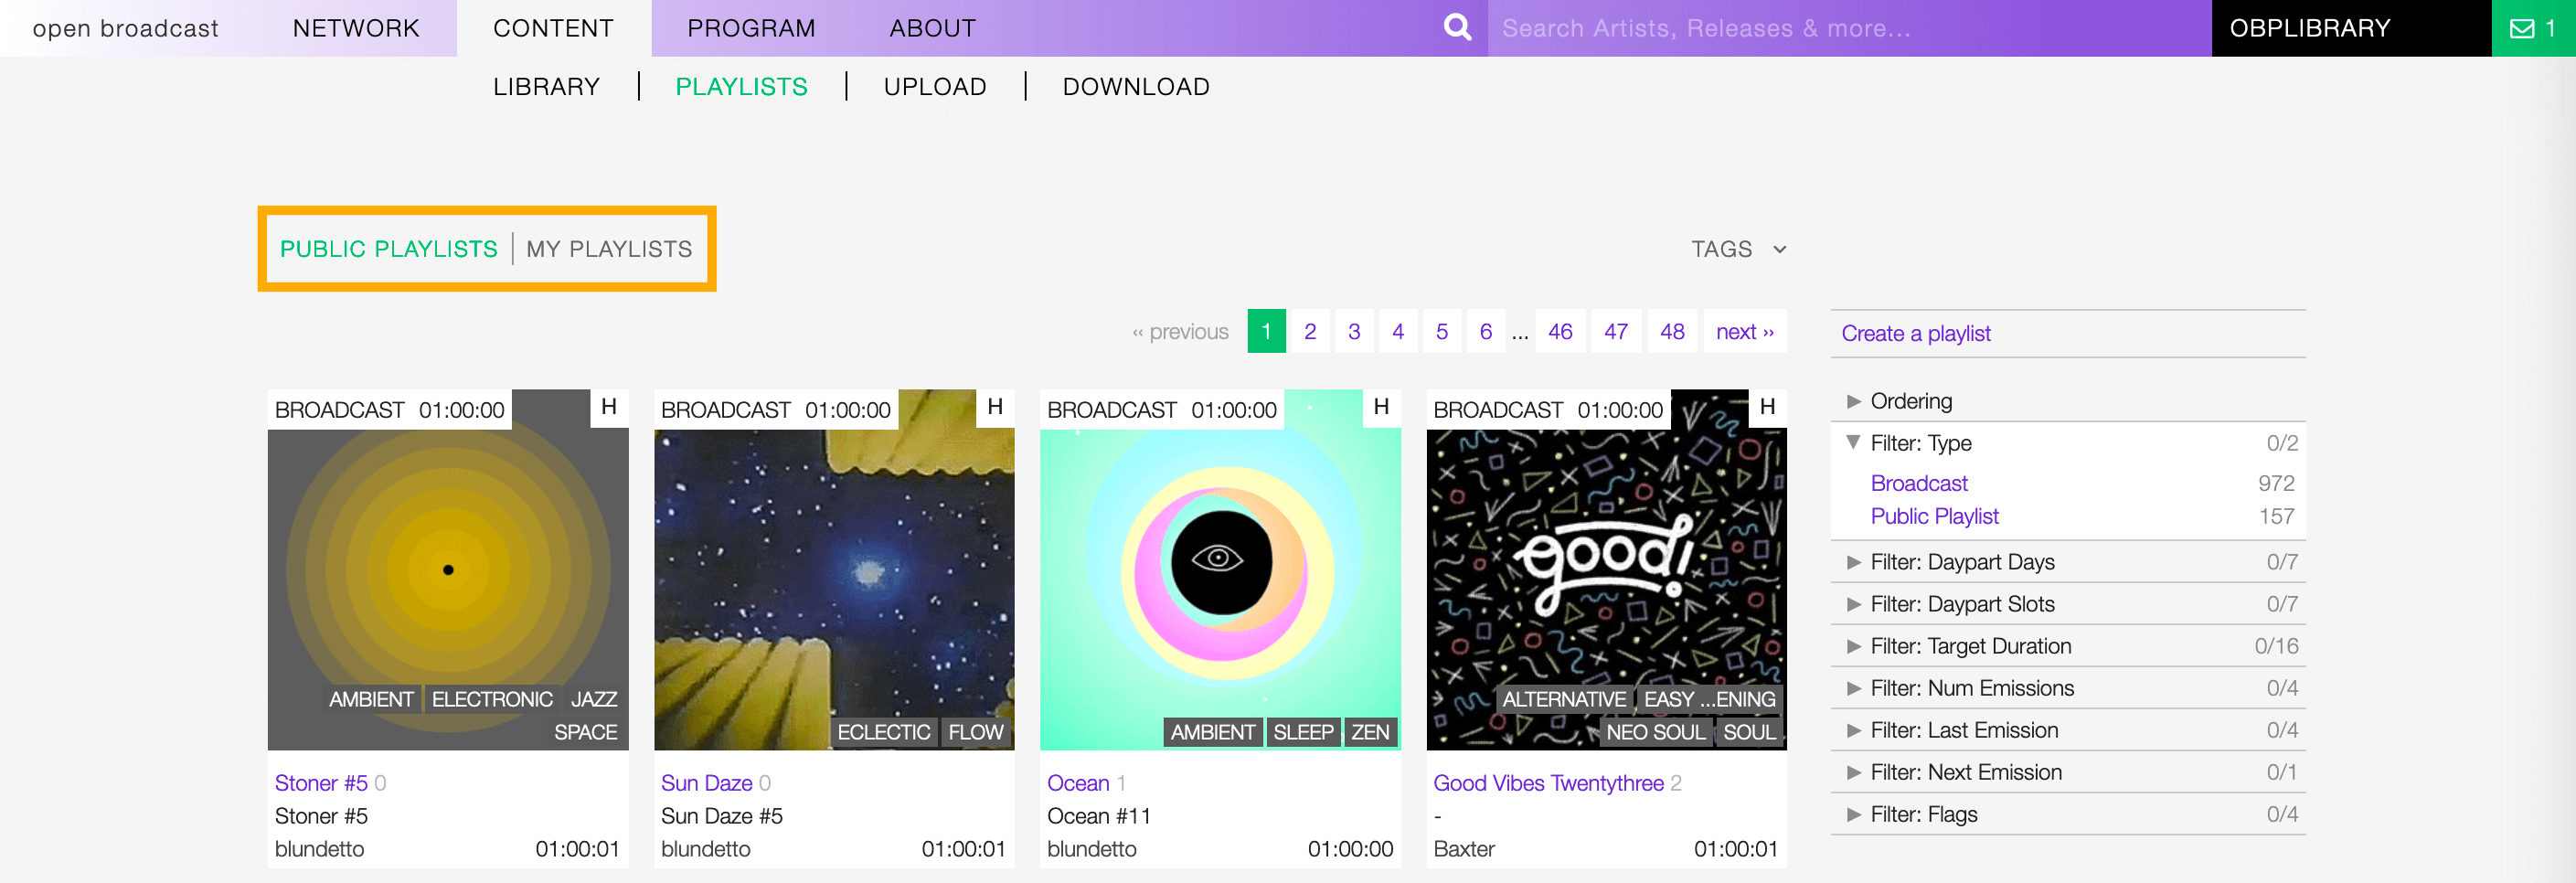 open broadcast NETWORK CONTENT PROGRAM ABOUT Search Artists, Releases & more... OBPLIBRARY 1
LIBRARY | PLAYLISTS | UPLOAD | DOWNLOAD
PUBLIC PLAYLISTS | MY PLAYLISTS TAGS
‹‹ previous 1 2 3 4 5 6 ... 46 47 48 next ››
BROADCAST 01:00:00 H
AMBIENT ELECTRONIC JAZZ
SPACE
Stoner #5 0
Stoner #5
blundetto 01:00:01
BROADCAST 01:00:00 H
ECLECTIC FLOW
Sun Daze 0
Sun Daze #5
blundetto 01:00:01
BROADCAST 01:00:00 H
AMBIENT SLEEP ZEN
Ocean 1
Ocean #11
blundetto 01:00:00
BROADCAST 01:00:00 H
good!
ALTERNATIVE EASY ...ENING
NEO SOUL SOUL
Good Vibes Twentythree 2
-
Baxter 01:00:01
Create a playlist
Ordering
Filter: Type 0/2
Broadcast 972
Public Playlist 157
Filter: Daypart Days 0/7
Filter: Daypart Slots 0/7
Filter: Target Duration 0/16
Filter: Num Emissions 0/4
Filter: Last Emission 0/4
Filter: Next Emission 0/1
Filter: Flags 0/4